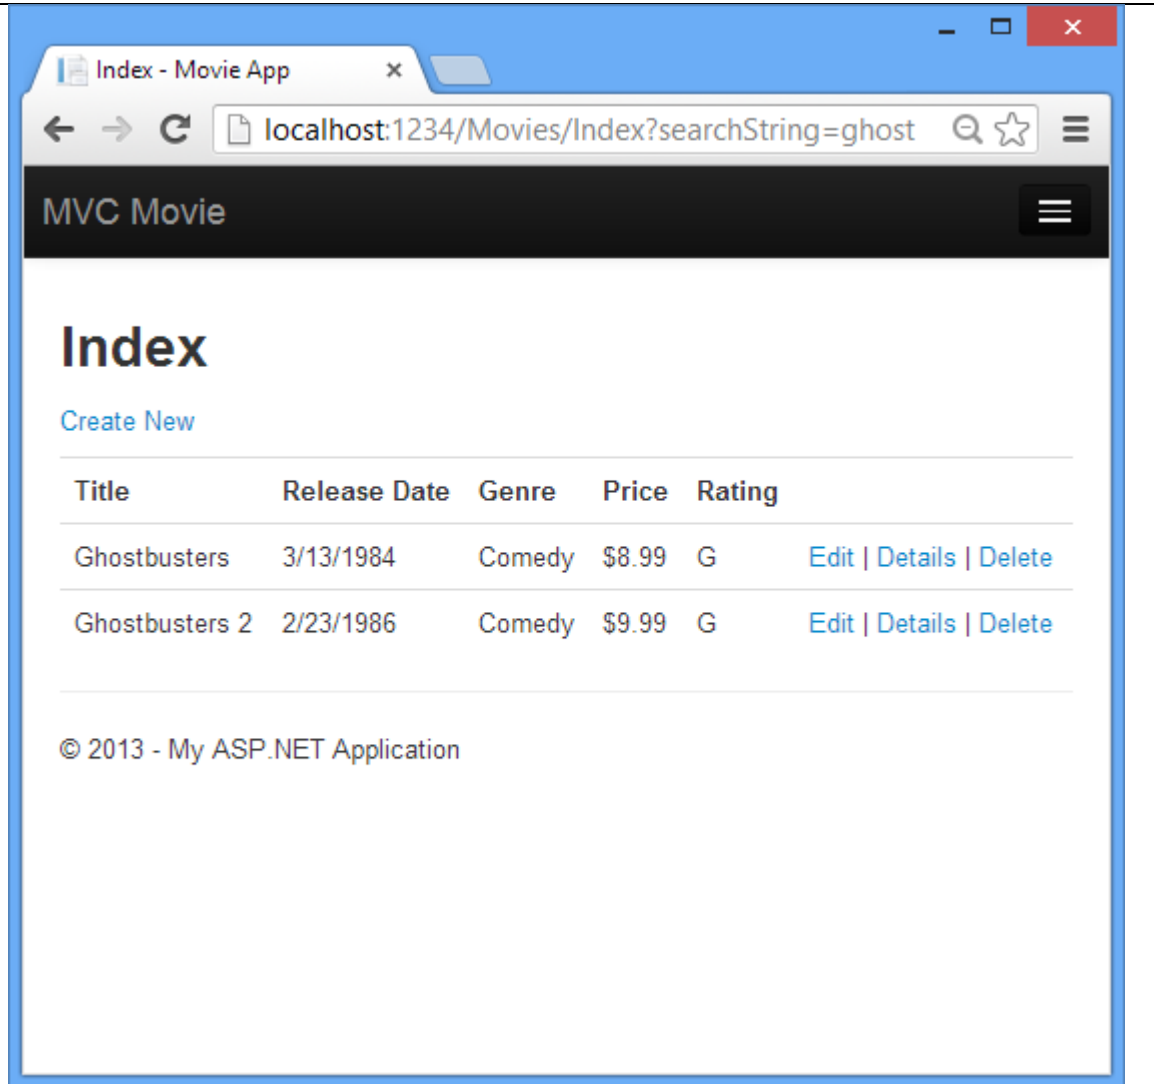 Index - Movie App
localhost:1234/Movies/Index?searchString=ghost
MVC Movie
Index
Create New
Title Release Date Genre Price Rating
Ghostbusters 3/13/1984 Comedy $8.99 G Edit | Details | Delete
Ghostbusters 2 2/23/1986 Comedy $9.99 G Edit | Details | Delete
© 2013 - My ASP.NET Application